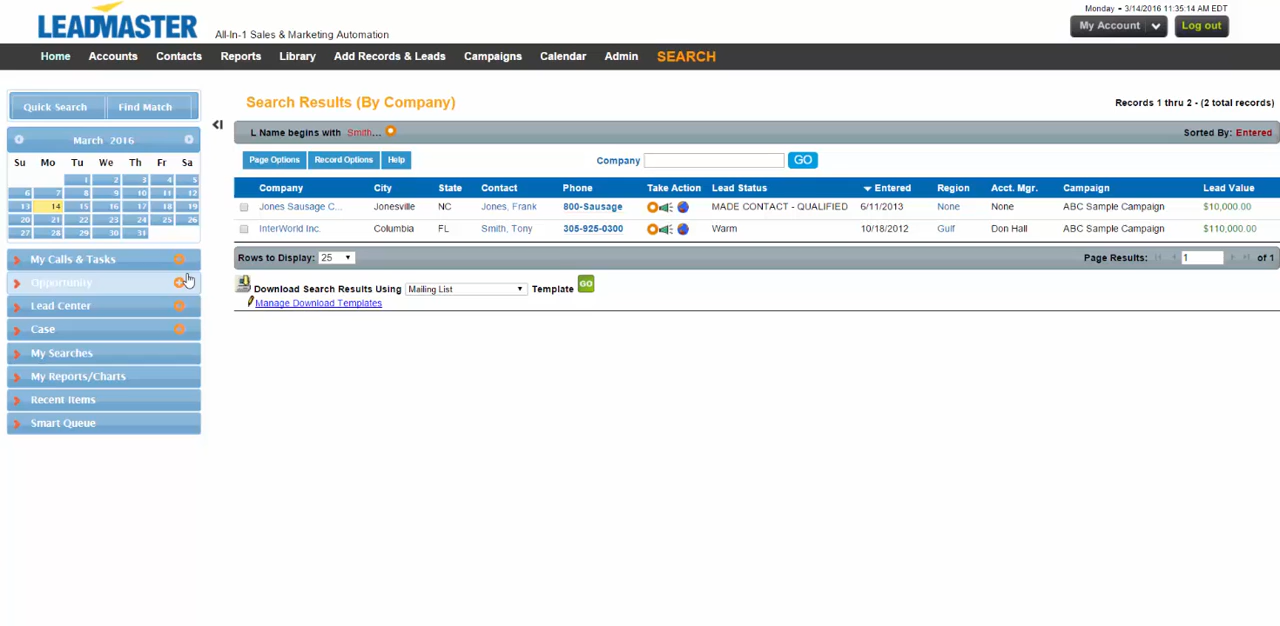 Monday - 3/14/2016 11:35:14 AM EDT
LEADMASTER All-In-1 Sales & Marketing Automation
My Account Log out
Home Accounts Contacts Reports Library Add Records & Leads Campaigns Calendar Admin SEARCH
Quick Search Find Match
Search Results (By Company)
Records 1 thru 2 - (2 total records)
L Name begins with Smith...
Sorted By: Entered
March 2016
Su Mo Tu We Th Fr Sa
1 2 3 4 5
6 7 8 9 10 11 12
13 14 15 16 17 18 19
20 21 22 23 24 25 26
27 28 29 30 31
Page Options Record Options Help
Company GO
Company City State Contact Phone Take Action Lead Status Entered Region Acct. Mgr. Campaign Lead Value
Jones Sausage C... Jonesville NC Jones, Frank 800-Sausage MADE CONTACT - QUALIFIED 6/11/2013 None None ABC Sample Campaign $10,000.00
InterWorld Inc. Columbia FL Smith, Tony 305-925-0300 Warm 10/18/2012 Gulf Don Hall ABC Sample Campaign $110,000.00
Rows to Display: 25
Page Results: 1 of 1
Download Search Results Using Mailing List Template GO
Manage Download Templates
My Calls & Tasks
Opportunity
Lead Center
Case
My Searches
My Reports/Charts
Recent Items
Smart Queue